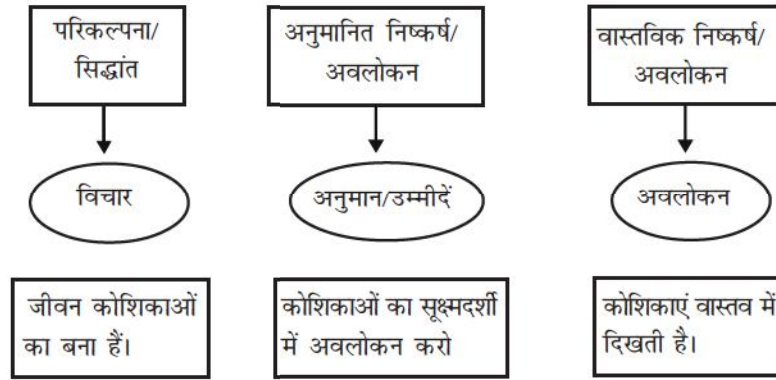 परिकल्पना/
सिद्धांत
अनुमानित निष्कर्ष/
अवलोकन
वास्तविक निष्कर्ष/
अवलोकन
विचार
अनुमान/उम्मीदें
अवलोकन
जीवन कोशिकाओं
का बना हैं।
कोशिकाओं का सूक्ष्मदर्शी
में अवलोकन करो
कोशिकाएं वास्तव में
दिखती है।